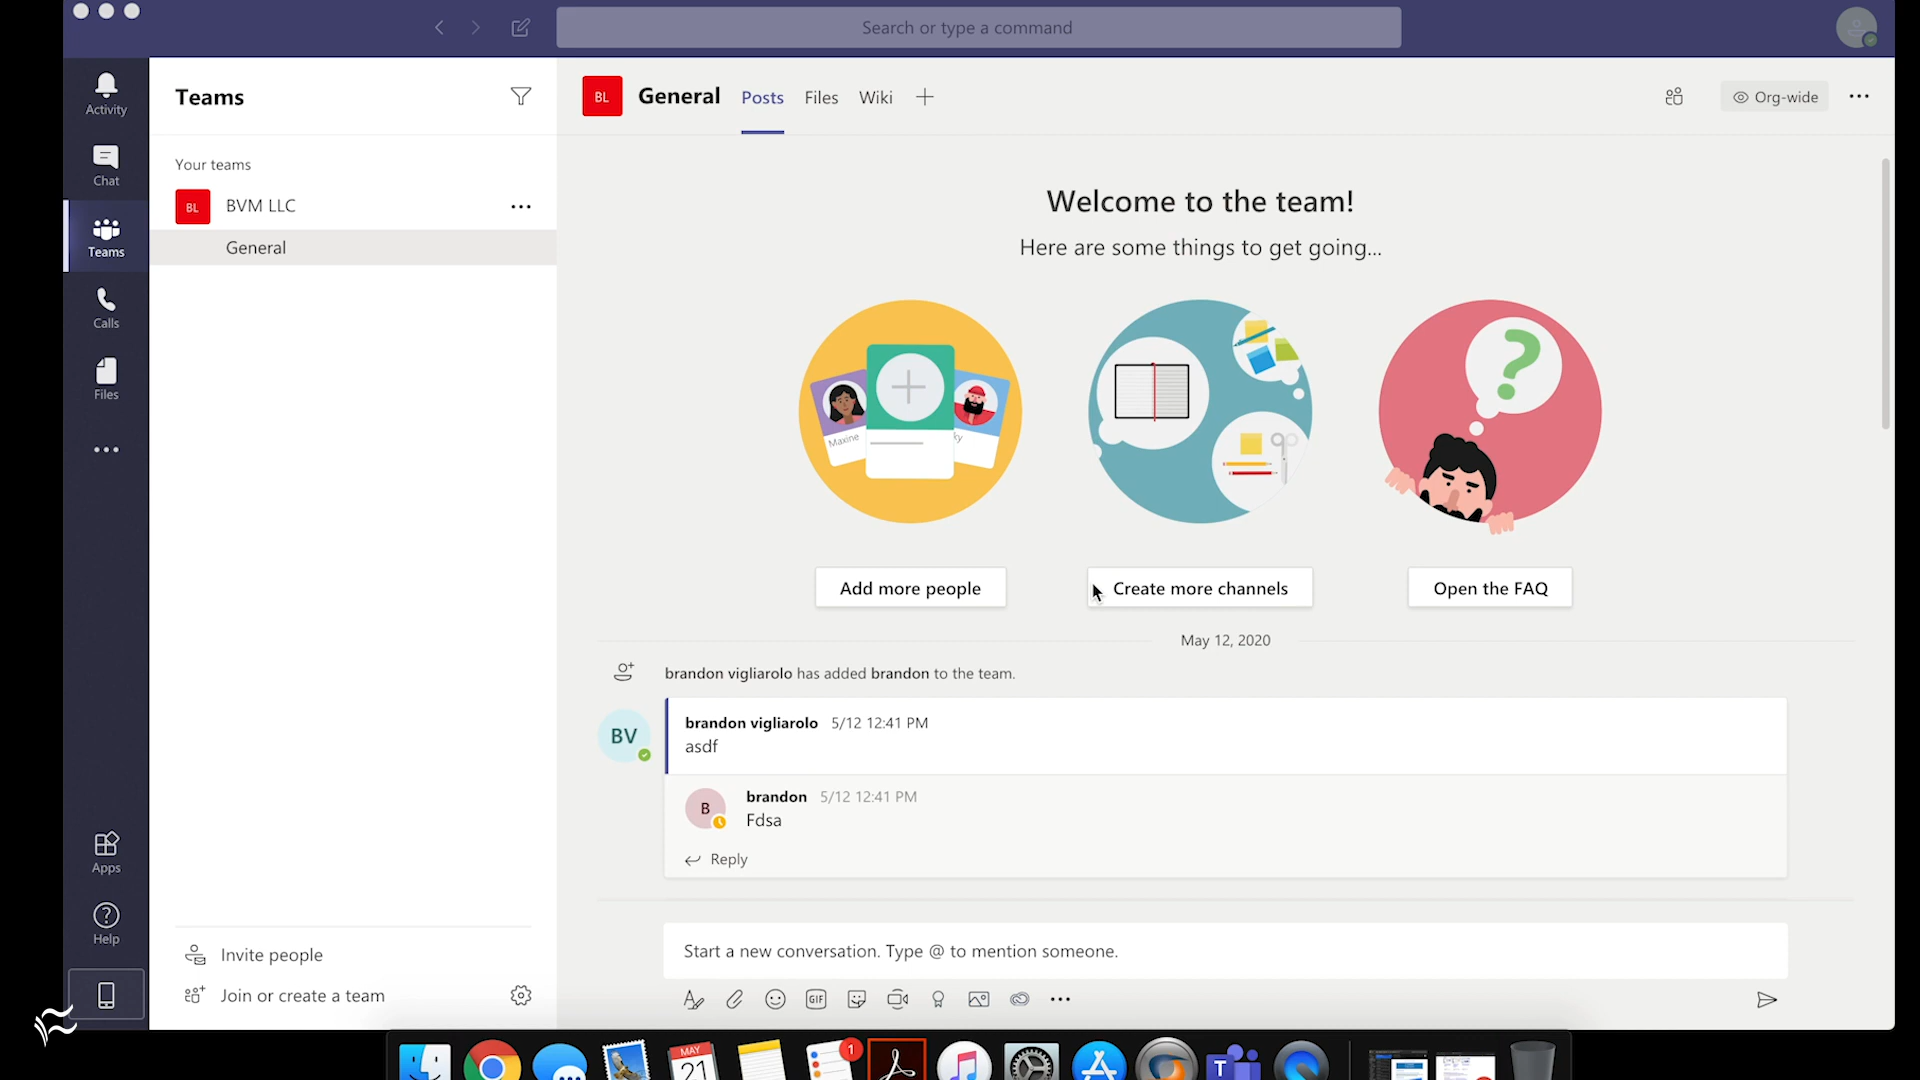 Search or type a command
Activity
Chat
Teams
Calls
Files
Apps
Help
Teams
Your teams
BL
BVM LLC
General
Invite people
Join or create a team
BL
General
Posts
Files
Wiki
Org-wide
Welcome to the team!
Here are some things to get going...
Maxine
ky
?
Add more people
Create more channels
Open the FAQ
May 12, 2020
brandon vigliarolo has added brandon to the team.
BV
brandon vigliarolo 5/12 12:41 PM
asdf
B
brandon 5/12 12:41 PM
Fdsa
Reply
Start a new conversation. Type @ to mention someone.
GIF
MAY
21
1
T